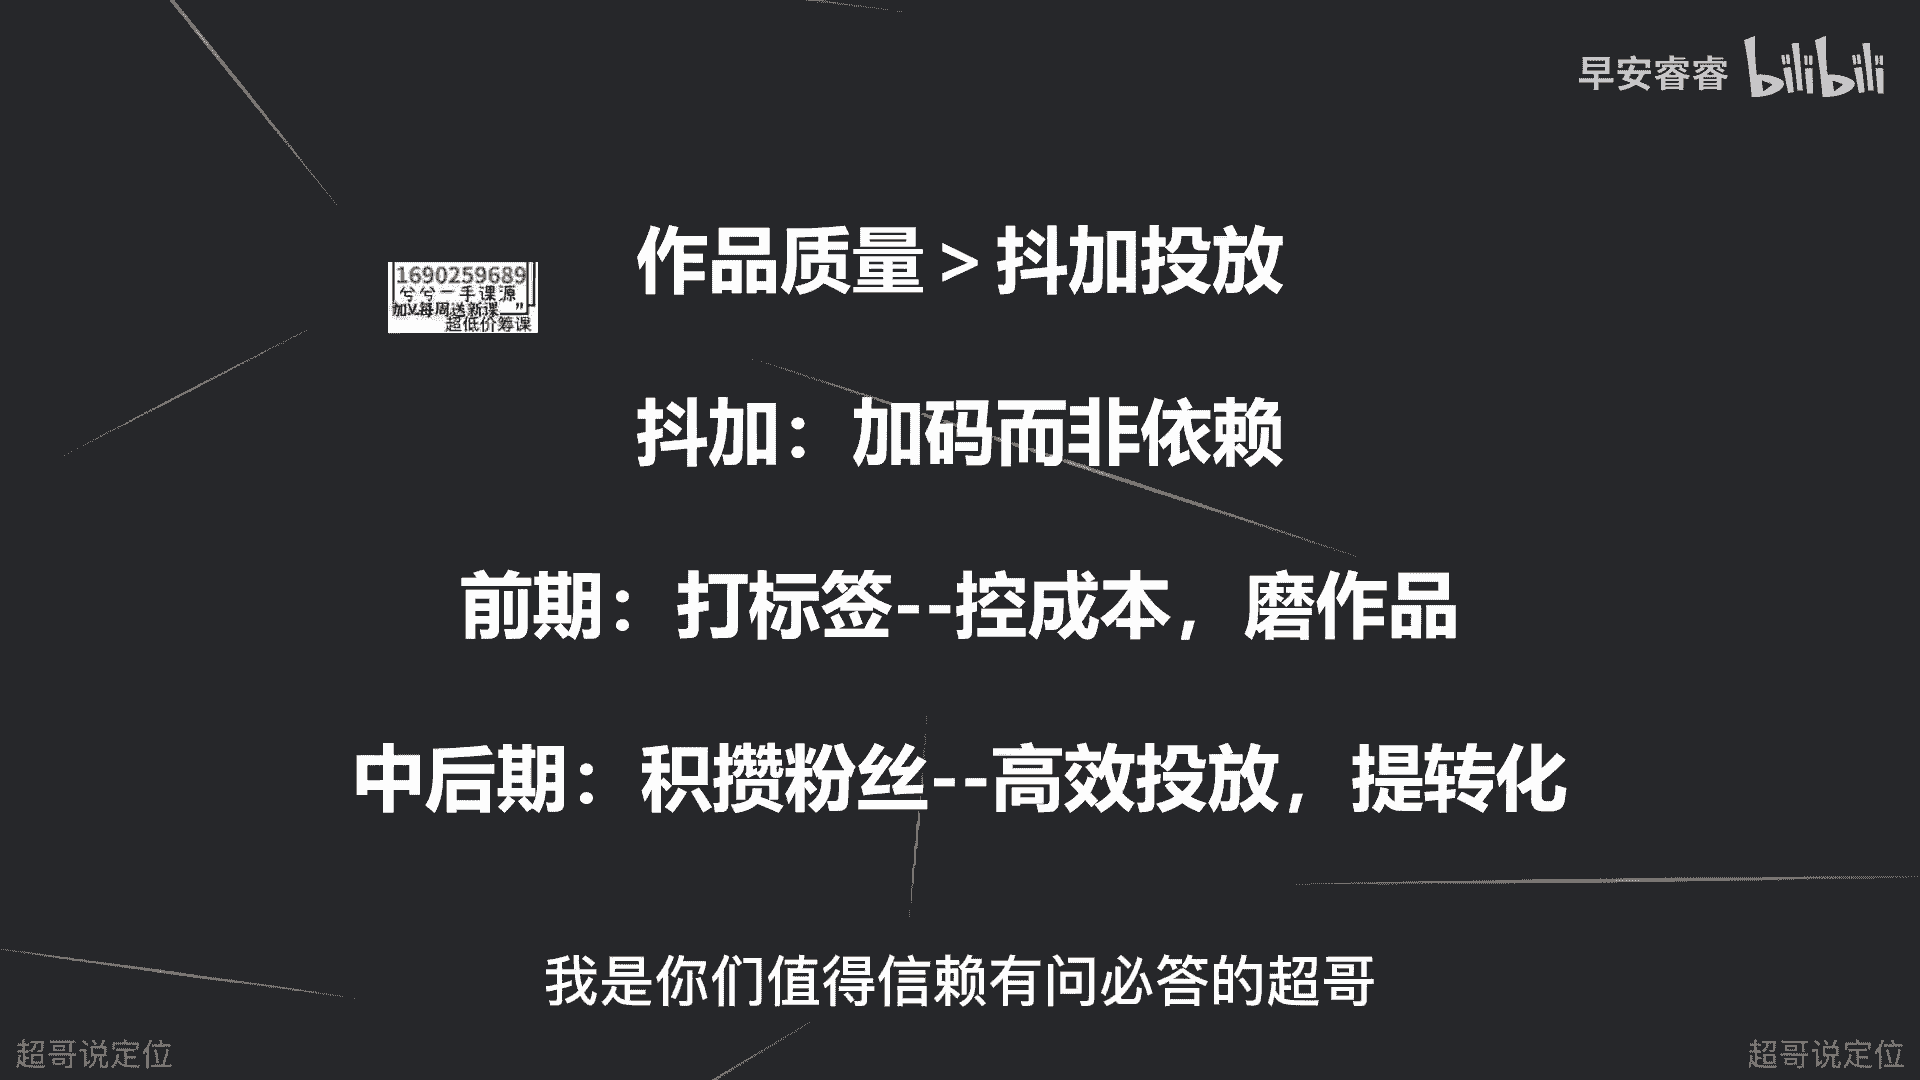 早安睿睿 bilibili
作品质量>抖加投放
1690259689
兮兮一手课源
加V每周送新课
超低价筹课
抖加：加码而非依赖
前期：打标签--控成本，磨作品
中后期：积攒粉丝--高效投放，提转化
我是你们值得信赖有问必答的超哥
超哥说定位
超哥说定位